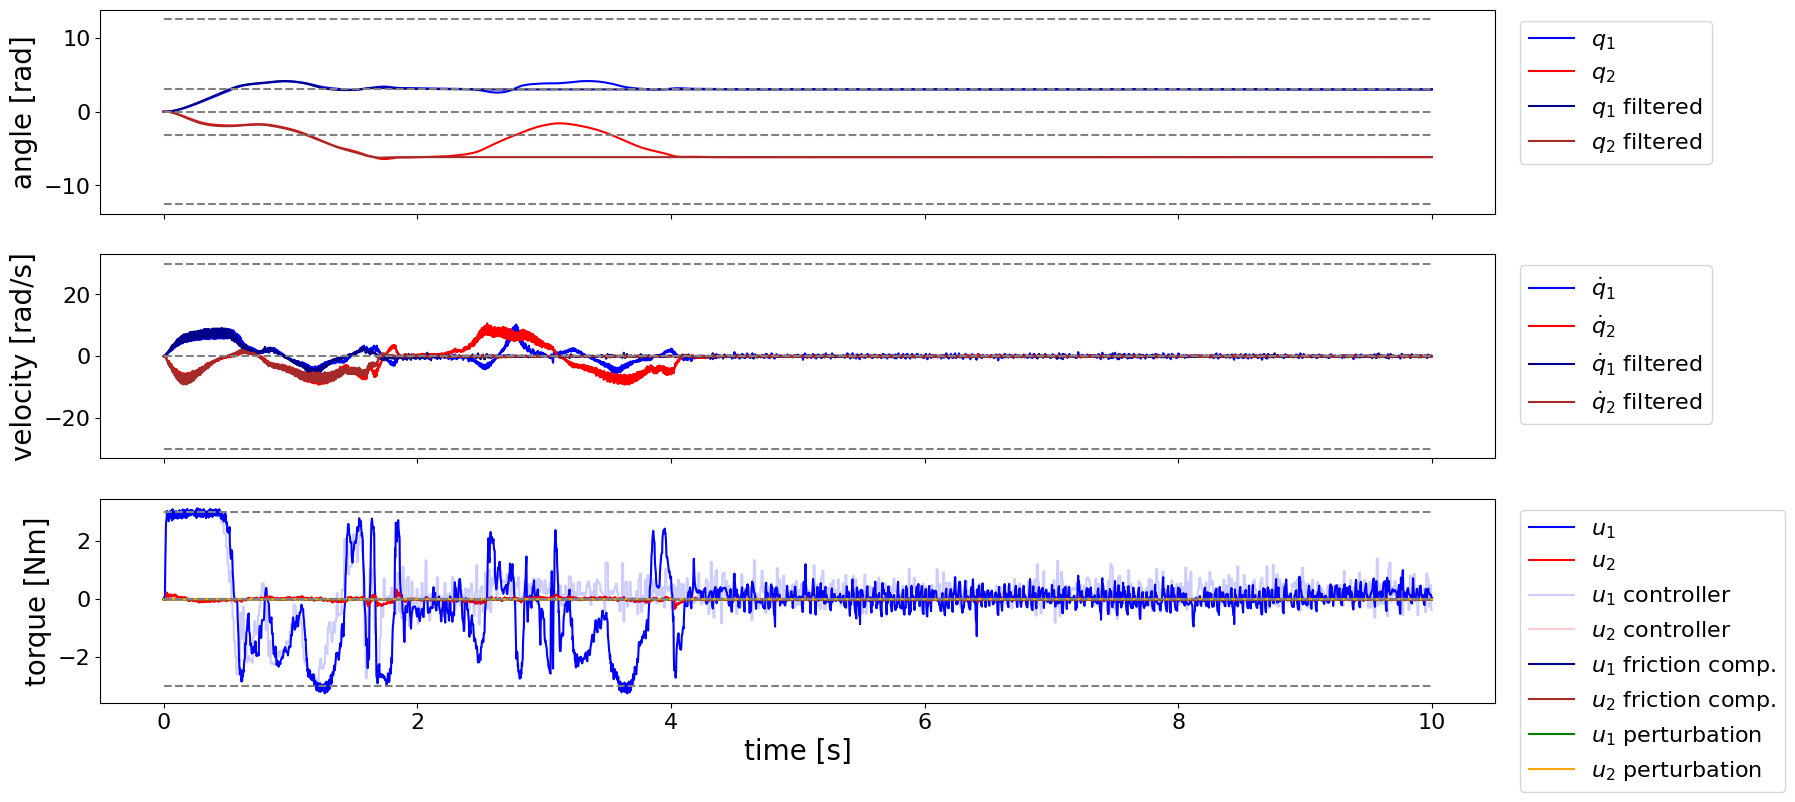 angle [rad]
10
0
−10
q₁
q₂
q₁ filtered
q₂ filtered
velocity [rad/s]
20
0
−20
q̇₁
q̇₂
q̇₁ filtered
q̇₂ filtered
torque [Nm]
2
0
−2
0 2 4 6 8 10
time [s]
u₁
u₂
u₁ controller
u₂ controller
u₁ friction comp.
u₂ friction comp.
u₁ perturbation
u₂ perturbation